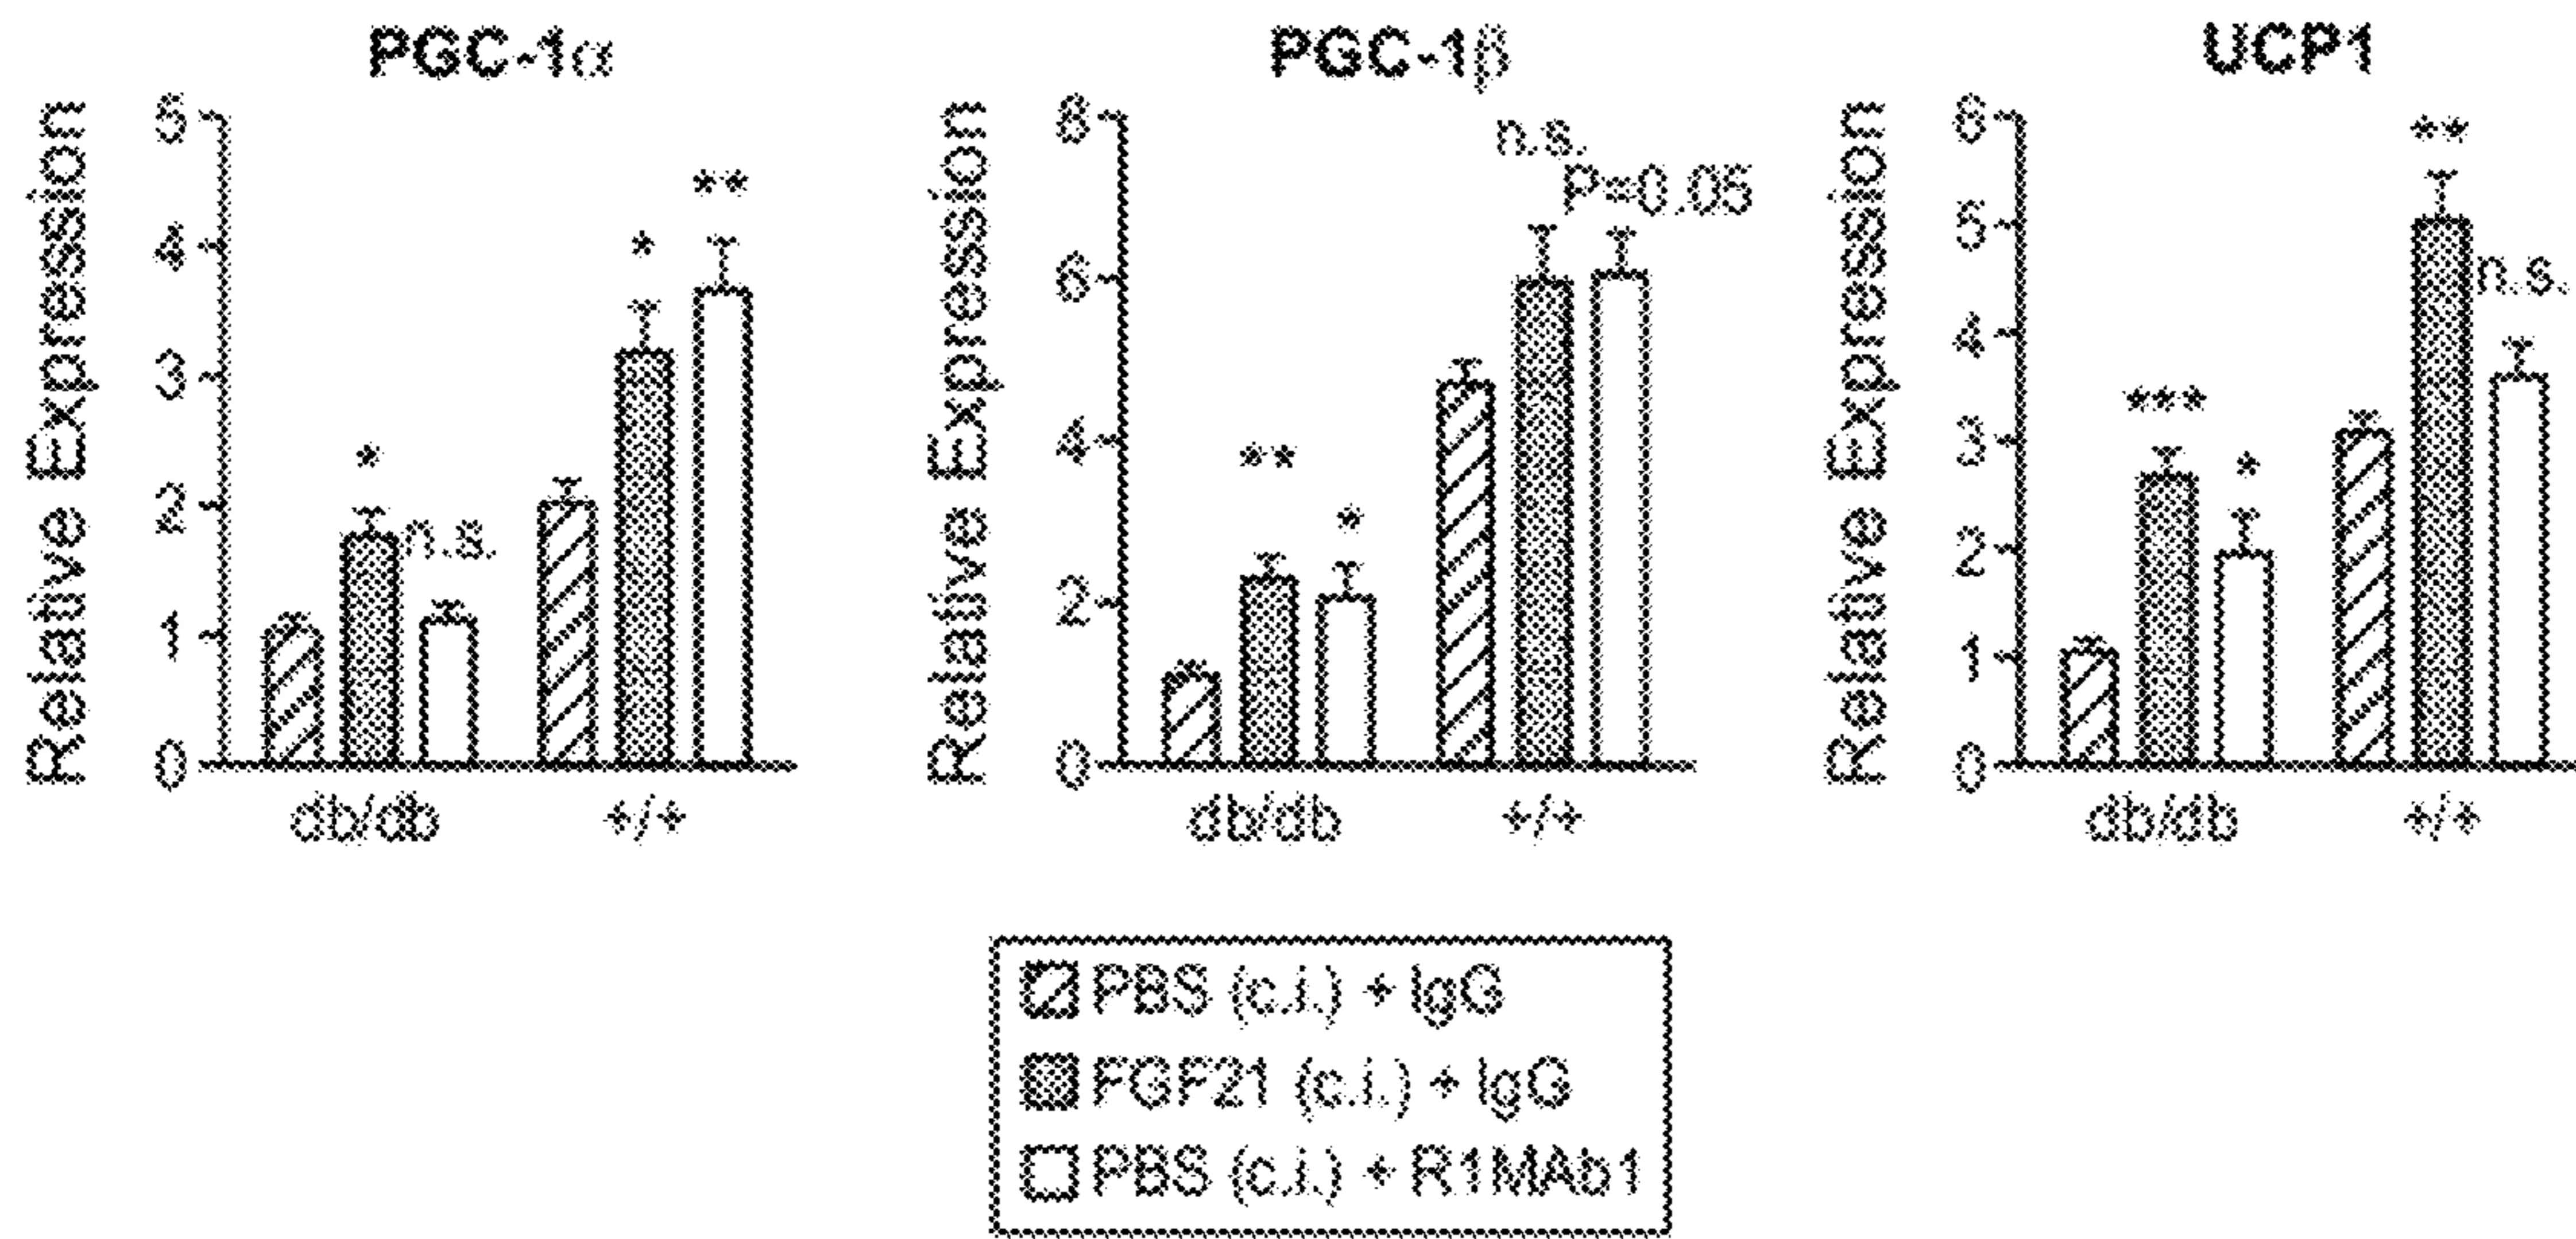 PGC-1α
Relative Expression
5
4
3
2
1
0
*
n.s.
*
**
db/db
+/+
PGC-1β
Relative Expression
8
6
4
2
0
**
*
n.s.
P=0.05
db/db
+/+
UCP1
Relative Expression
6
5
4
3
2
1
0
***
*
**
n.s.
db/db
+/+
PBS (c.i.) + IgG
FGF21 (c.i.) + IgG
PBS (c.i.) + R1MAb1